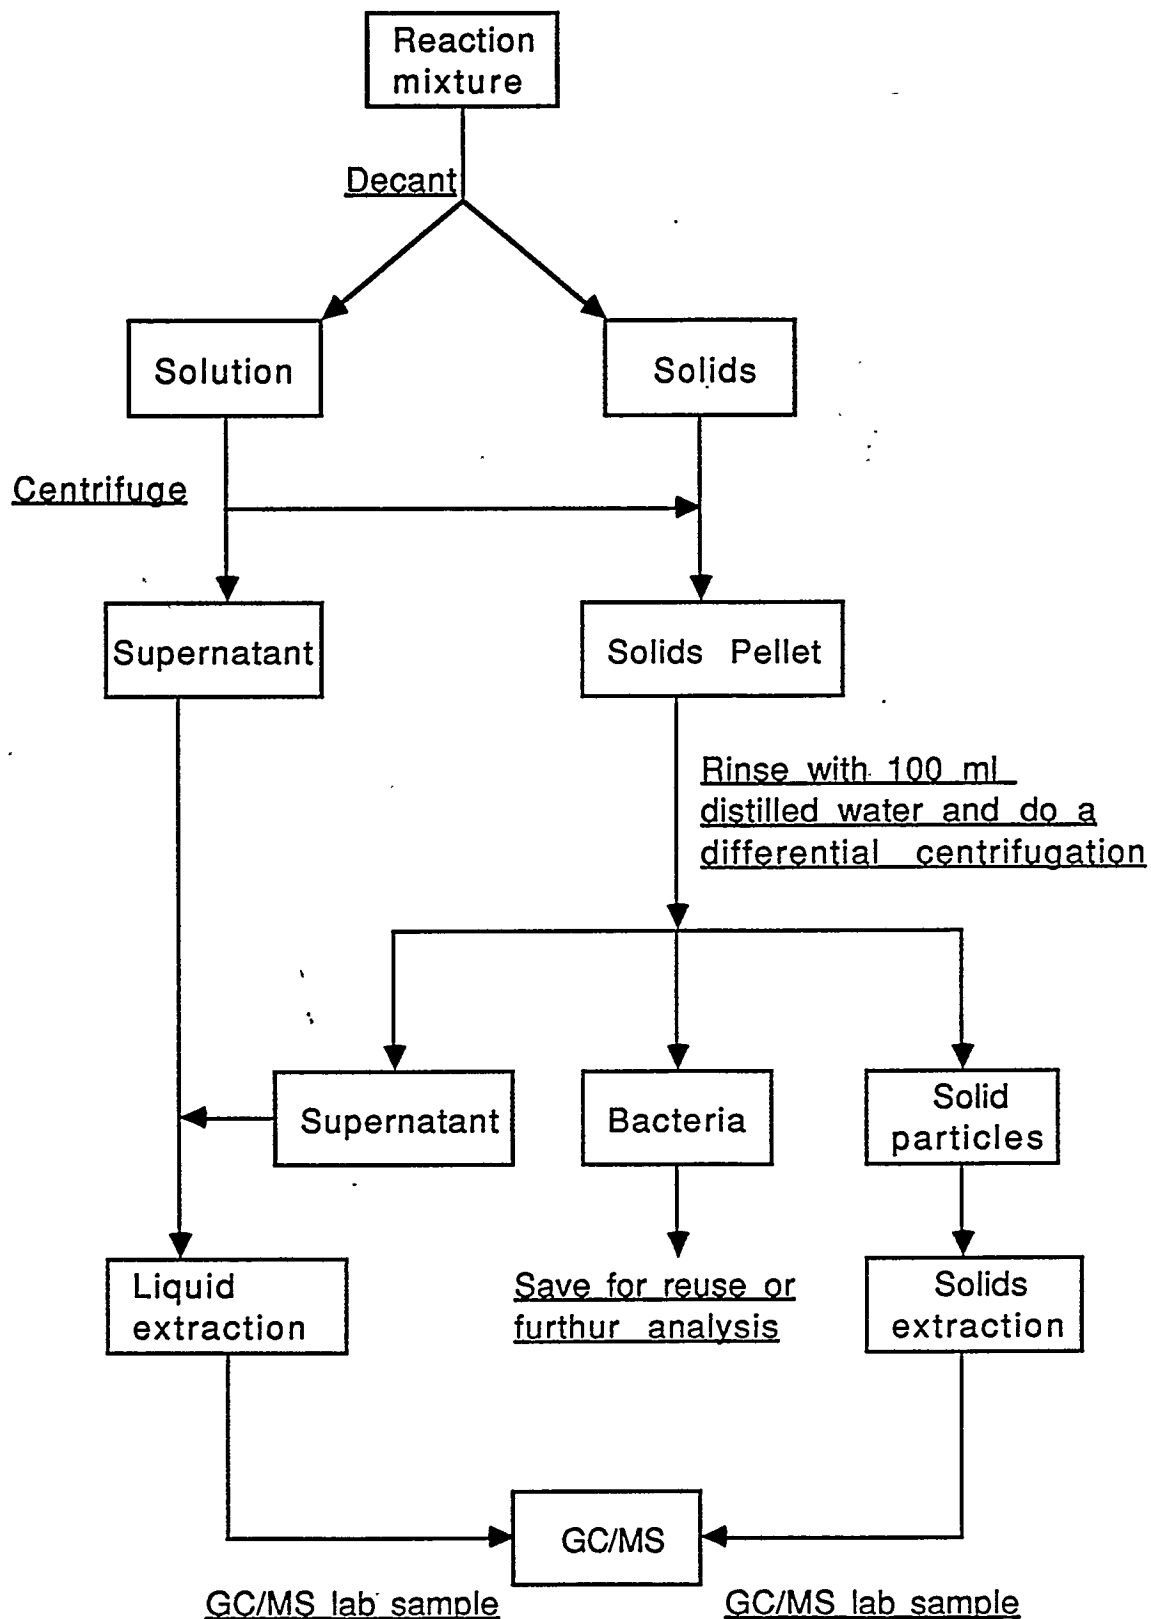 Reaction
mixture
Decant
Solution
Solids
Centrifuge
Supernatant
Solids Pellet
Rinse with 100 ml
distilled water and do a
differential centrifugation
Supernatant
Bacteria
Solid
particles
Liquid
extraction
Save for reuse or
furthur analysis
Solids
extraction
GC/MS
GC/MS lab sample
GC/MS lab sample